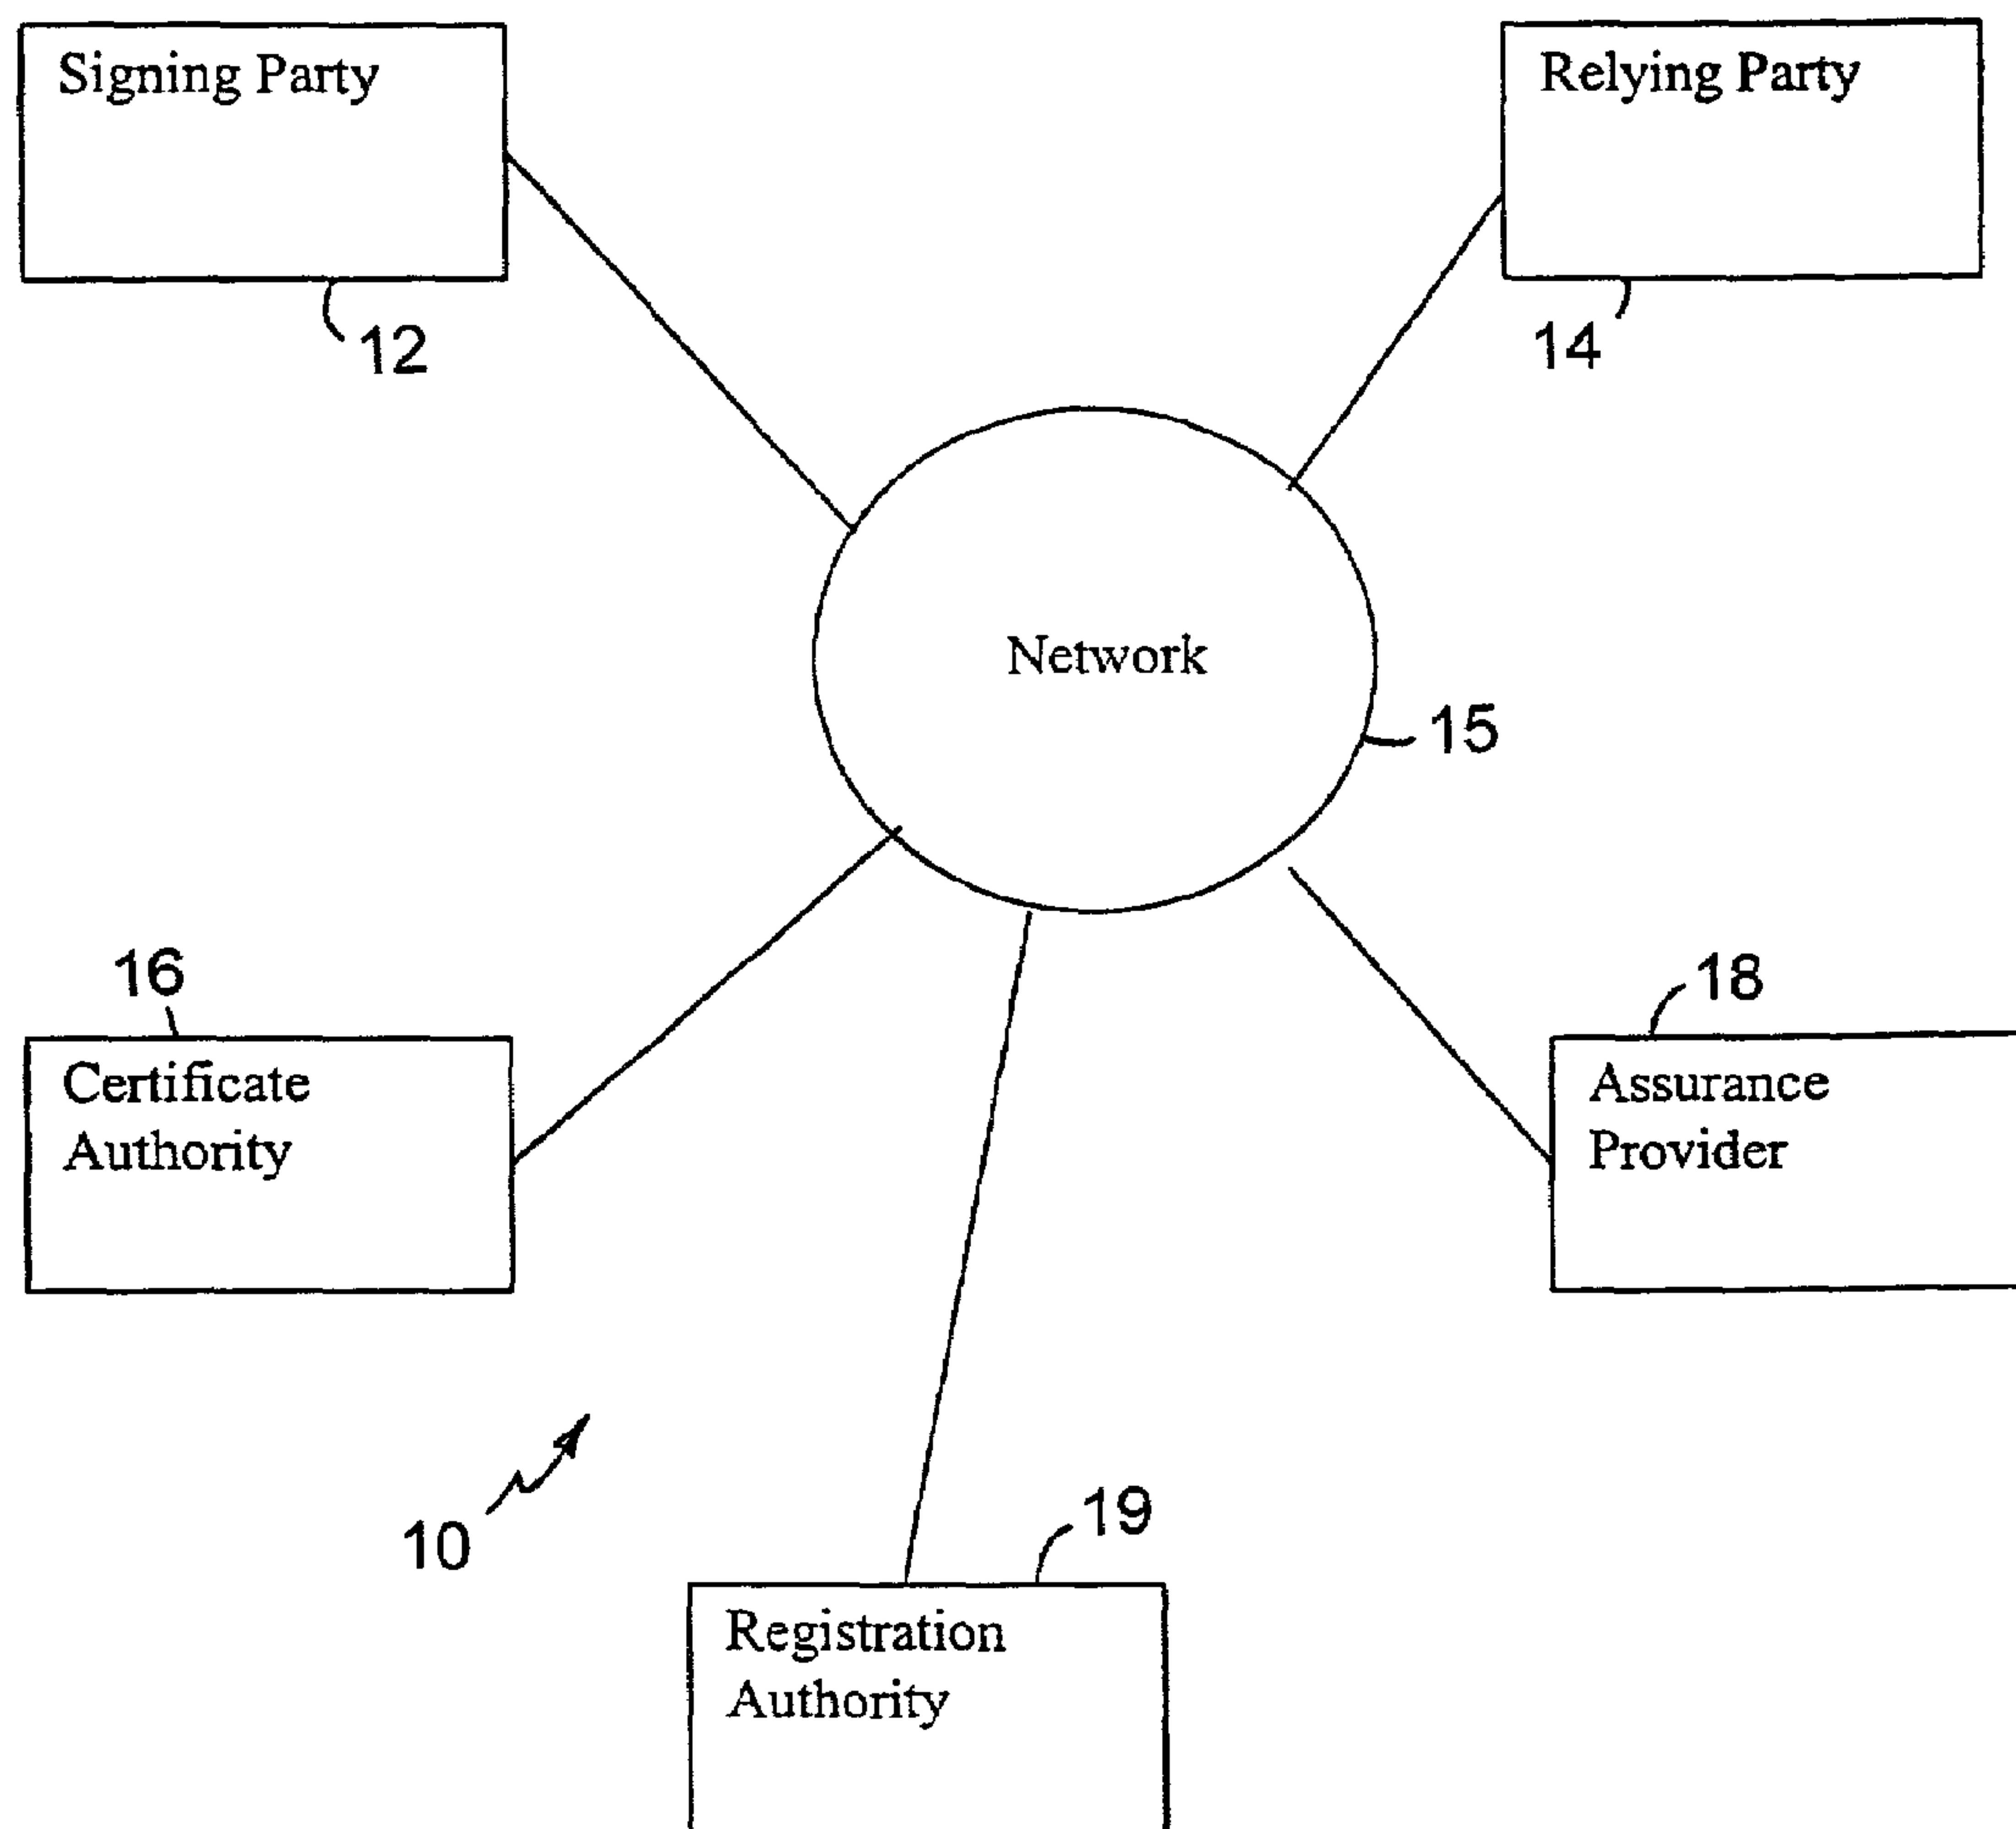 Signing Party
Relying Party
12
14
Network
15
16
18
Certificate
Authority
Assurance
Provider
10
19
Registration
Authority